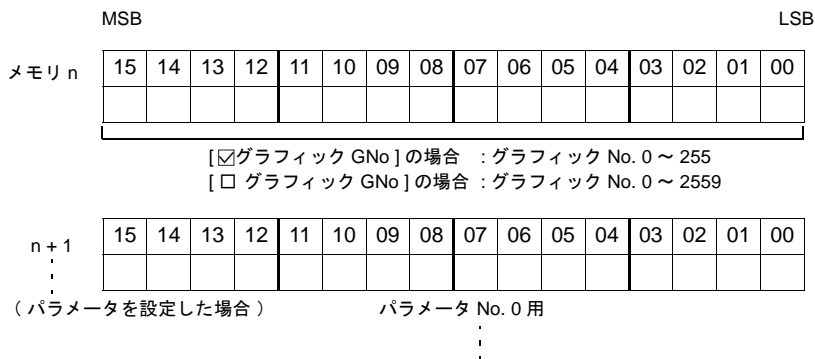 MSB LSB
メモリ n 15 14 13 12 11 10 09 08 07 06 05 04 03 02 01 00
[ ☑グラフィック GNo ] の場合 : グラフィック No. 0 ~ 255
[ □ グラフィック GNo ] の場合 : グラフィック No. 0 ~ 2559
n + 1 15 14 13 12 11 10 09 08 07 06 05 04 03 02 01 00
( パラメータを設定した場合 ) パラメータ No. 0 用